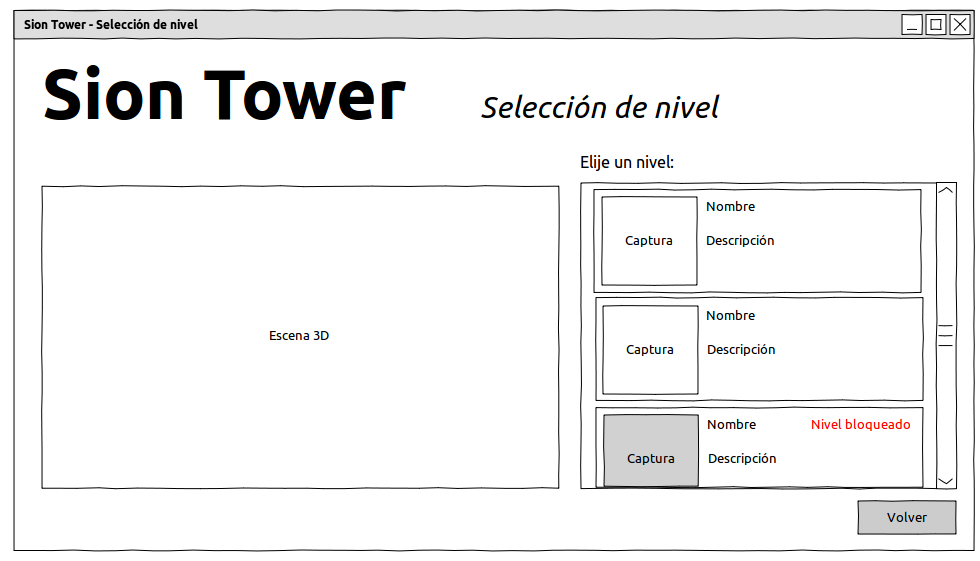 Sion Tower - Selección de nivel
Sion Tower
Selección de nivel
Elije un nivel:
Escena 3D
Captura
Nombre
Descripción
Captura
Nombre
Descripción
Captura
Nombre
Nivel bloqueado
Descripción
Volver